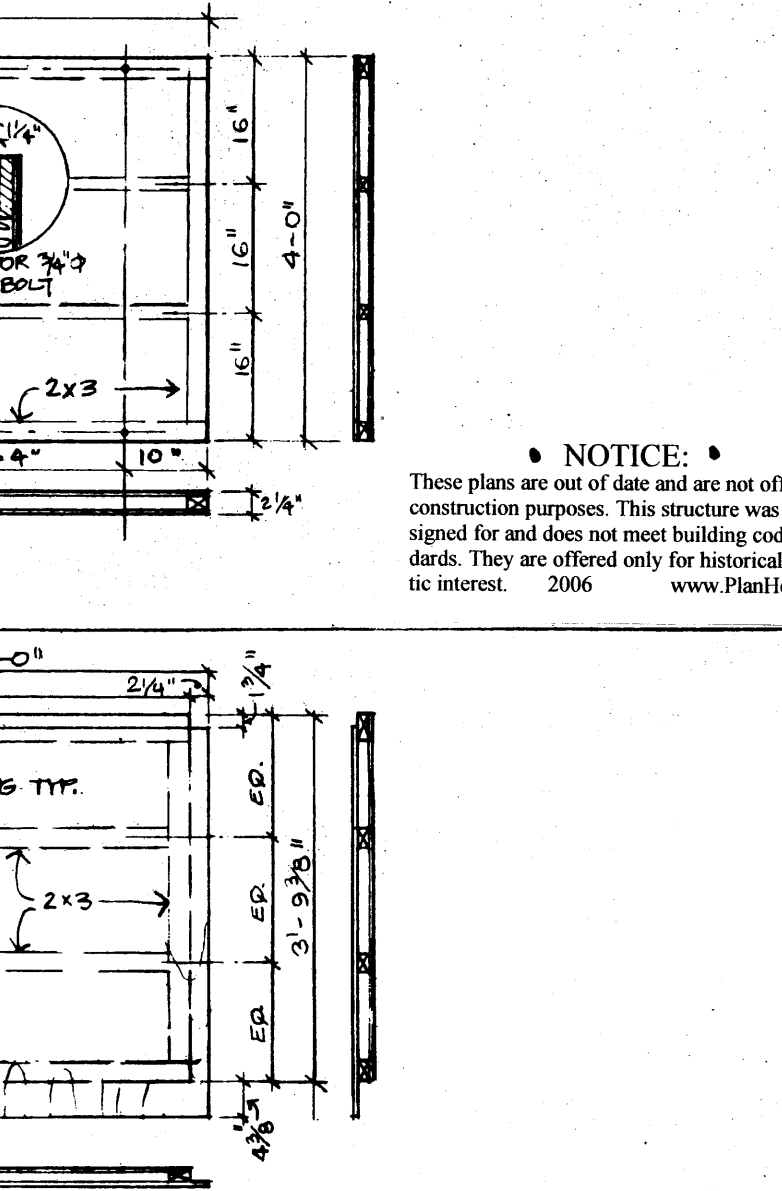 1¼"
16"
4-0"
16"
OR ¾"⌀
BOLT
16"
2x3
4"
10"
2¼"
• NOTICE: •
These plans are out of date and are not
construction purposes. This structure was
signed for and does not meet building
dards. They are offered only for historical
tic interest. 2006 www.
-0"
2¼"
1¾"
G TYP.
EQ.
2x3
EQ.
3'-9⅜"
EQ.
4⅜"